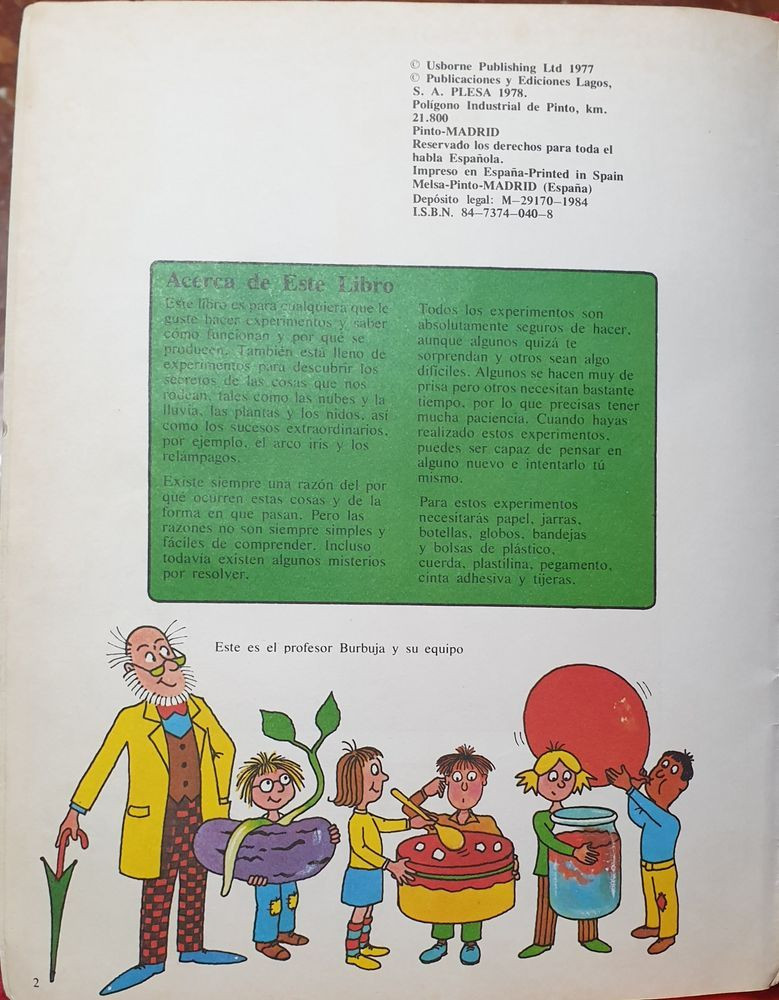 © Usborne Publishing Ltd 1977
© Publicaciones y Ediciones Lagos,
S. A. PLESA 1978.
Polígono Industrial de Pinto, km.
21.800
Pinto-MADRID
Reservado los derechos para toda el
habla Española.
Impreso en España-Printed in Spain
Melsa-Pinto-MADRID (España)
Depósito legal: M—29170—1984
I.S.B.N. 84—7374—040—8
Acerca de Este Libro
Este libro es para cualquiera que le
guste hacer experimentos y saber
cómo funcionan y por qué se
producen. También está lleno de
experimentos para descubrir los
secretos de las cosas que nos
rodean, tales como las nubes y la
lluvia, las plantas y los nidos, así
como los sucesos extraordinarios,
por ejemplo, el arco iris y los
relámpagos.
Existe siempre una razón del por
qué ocurren estas cosas y de la
forma en que pasan. Pero las
razones no son siempre simples y
fáciles de comprender. Incluso
todavía existen algunos misterios
por resolver.
Todos los experimentos son
absolutamente seguros de hacer,
aunque algunos quizá te
sorprendan y otros sean algo
difíciles. Algunos se hacen muy de
prisa pero otros necesitan bastante
tiempo, por lo que precisas tener
mucha paciencia. Cuando hayas
realizado estos experimentos,
puedes ser capaz de pensar en
alguno nuevo e intentarlo tú
mismo.
Para estos experimentos
necesitarás papel, jarras,
botellas, globos, bandejas
y bolsas de plástico,
cuerda, plastilina, pegamento,
cinta adhesiva y tijeras.
Este es el profesor Burbuja y su equipo
2